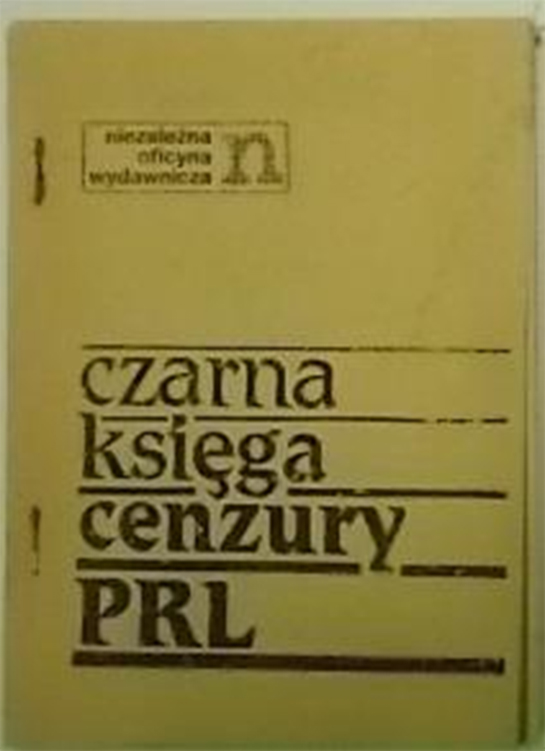 niezależna
oficyna
wydawnicza
n
czarna
księga
cenzury
PRL